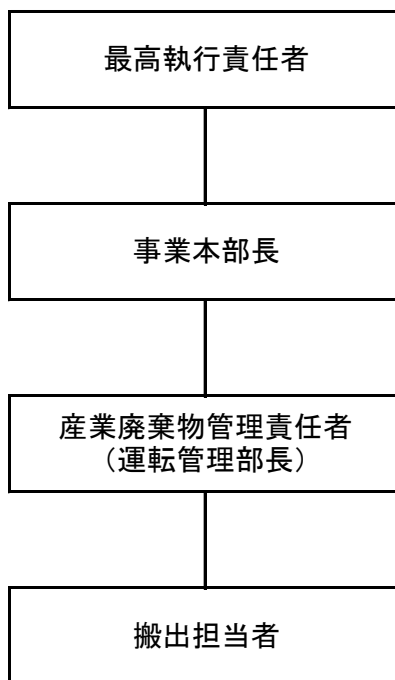 最高執行責任者
事業本部長
産業廃棄物管理責任者
（運転管理部長）
搬出担当者